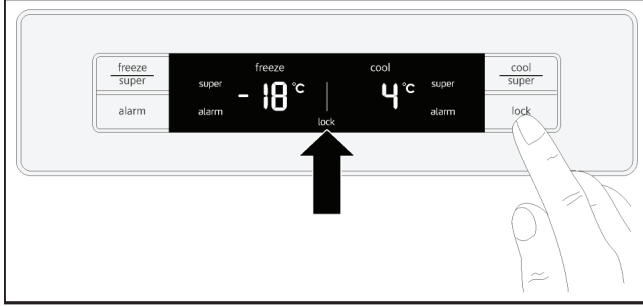 freeze
super
alarm
freeze cool
super -18°C 4°C super
alarm alarm
lock
cool
super
lock